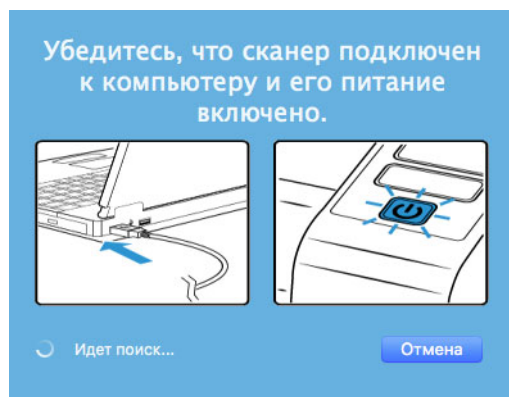 Убедитесь, что сканер подключен
к компьютеру и его питание
включено.
Идет поиск...
Отмена